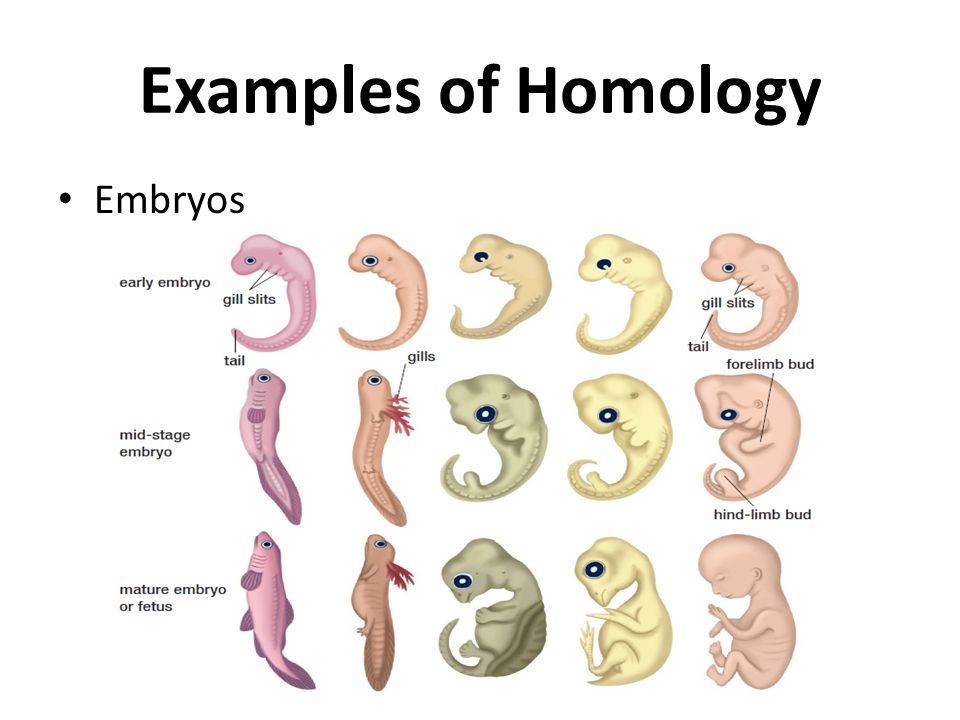 Examples of Homology
• Embryos
early embryo
gill slits
gill slits
tail
tail
gills
forelimb bud
mid-stage
embryo
hind-limb bud
mature embryo
or fetus